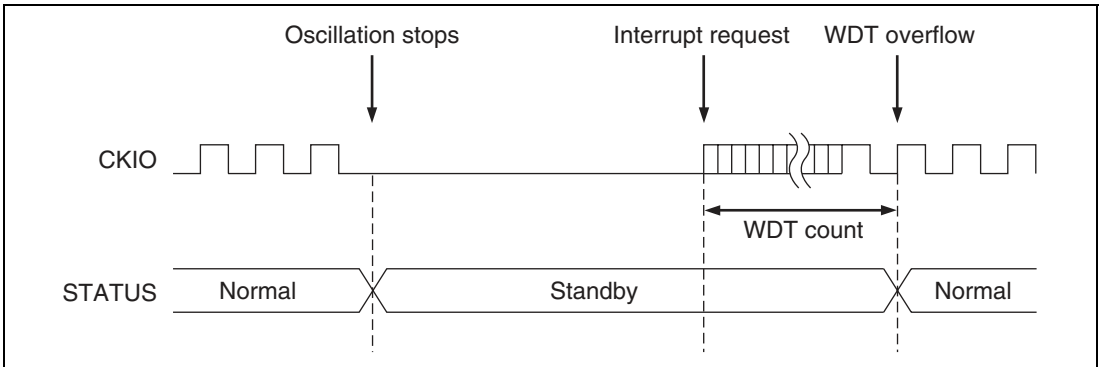 Oscillation stops Interrupt request WDT overflow
CKIO
WDT count
STATUS Normal Standby Normal